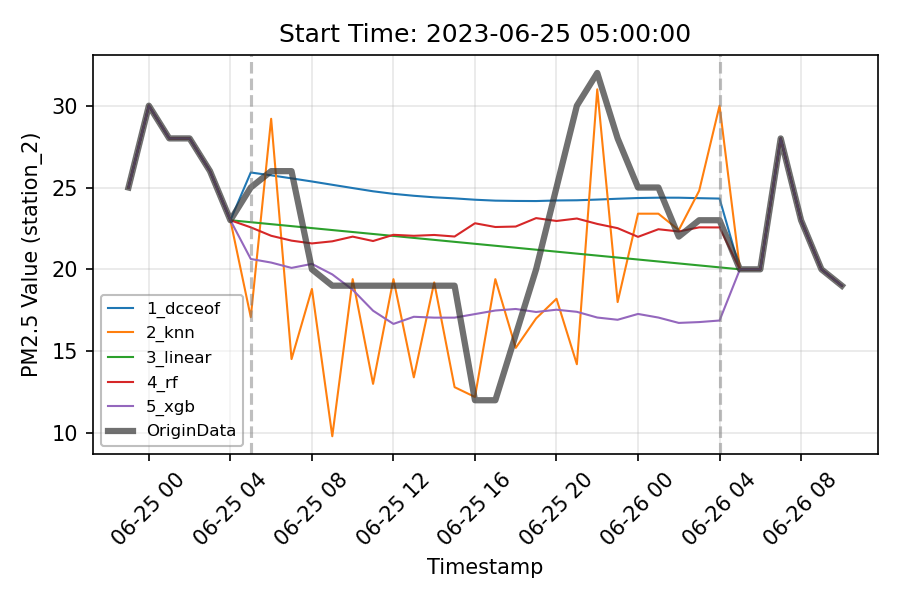 Start Time: 2023-06-25 05:00:00
PM2.5 Value (station_2)
30
25
20
15
10
1_dcceof
2_knn
3_linear
4_rf
5_xgb
OriginData
06-25 00
06-25 04
06-25 08
06-25 12
06-25 16
06-25 20
06-26 00
06-26 04
06-26 08
Timestamp